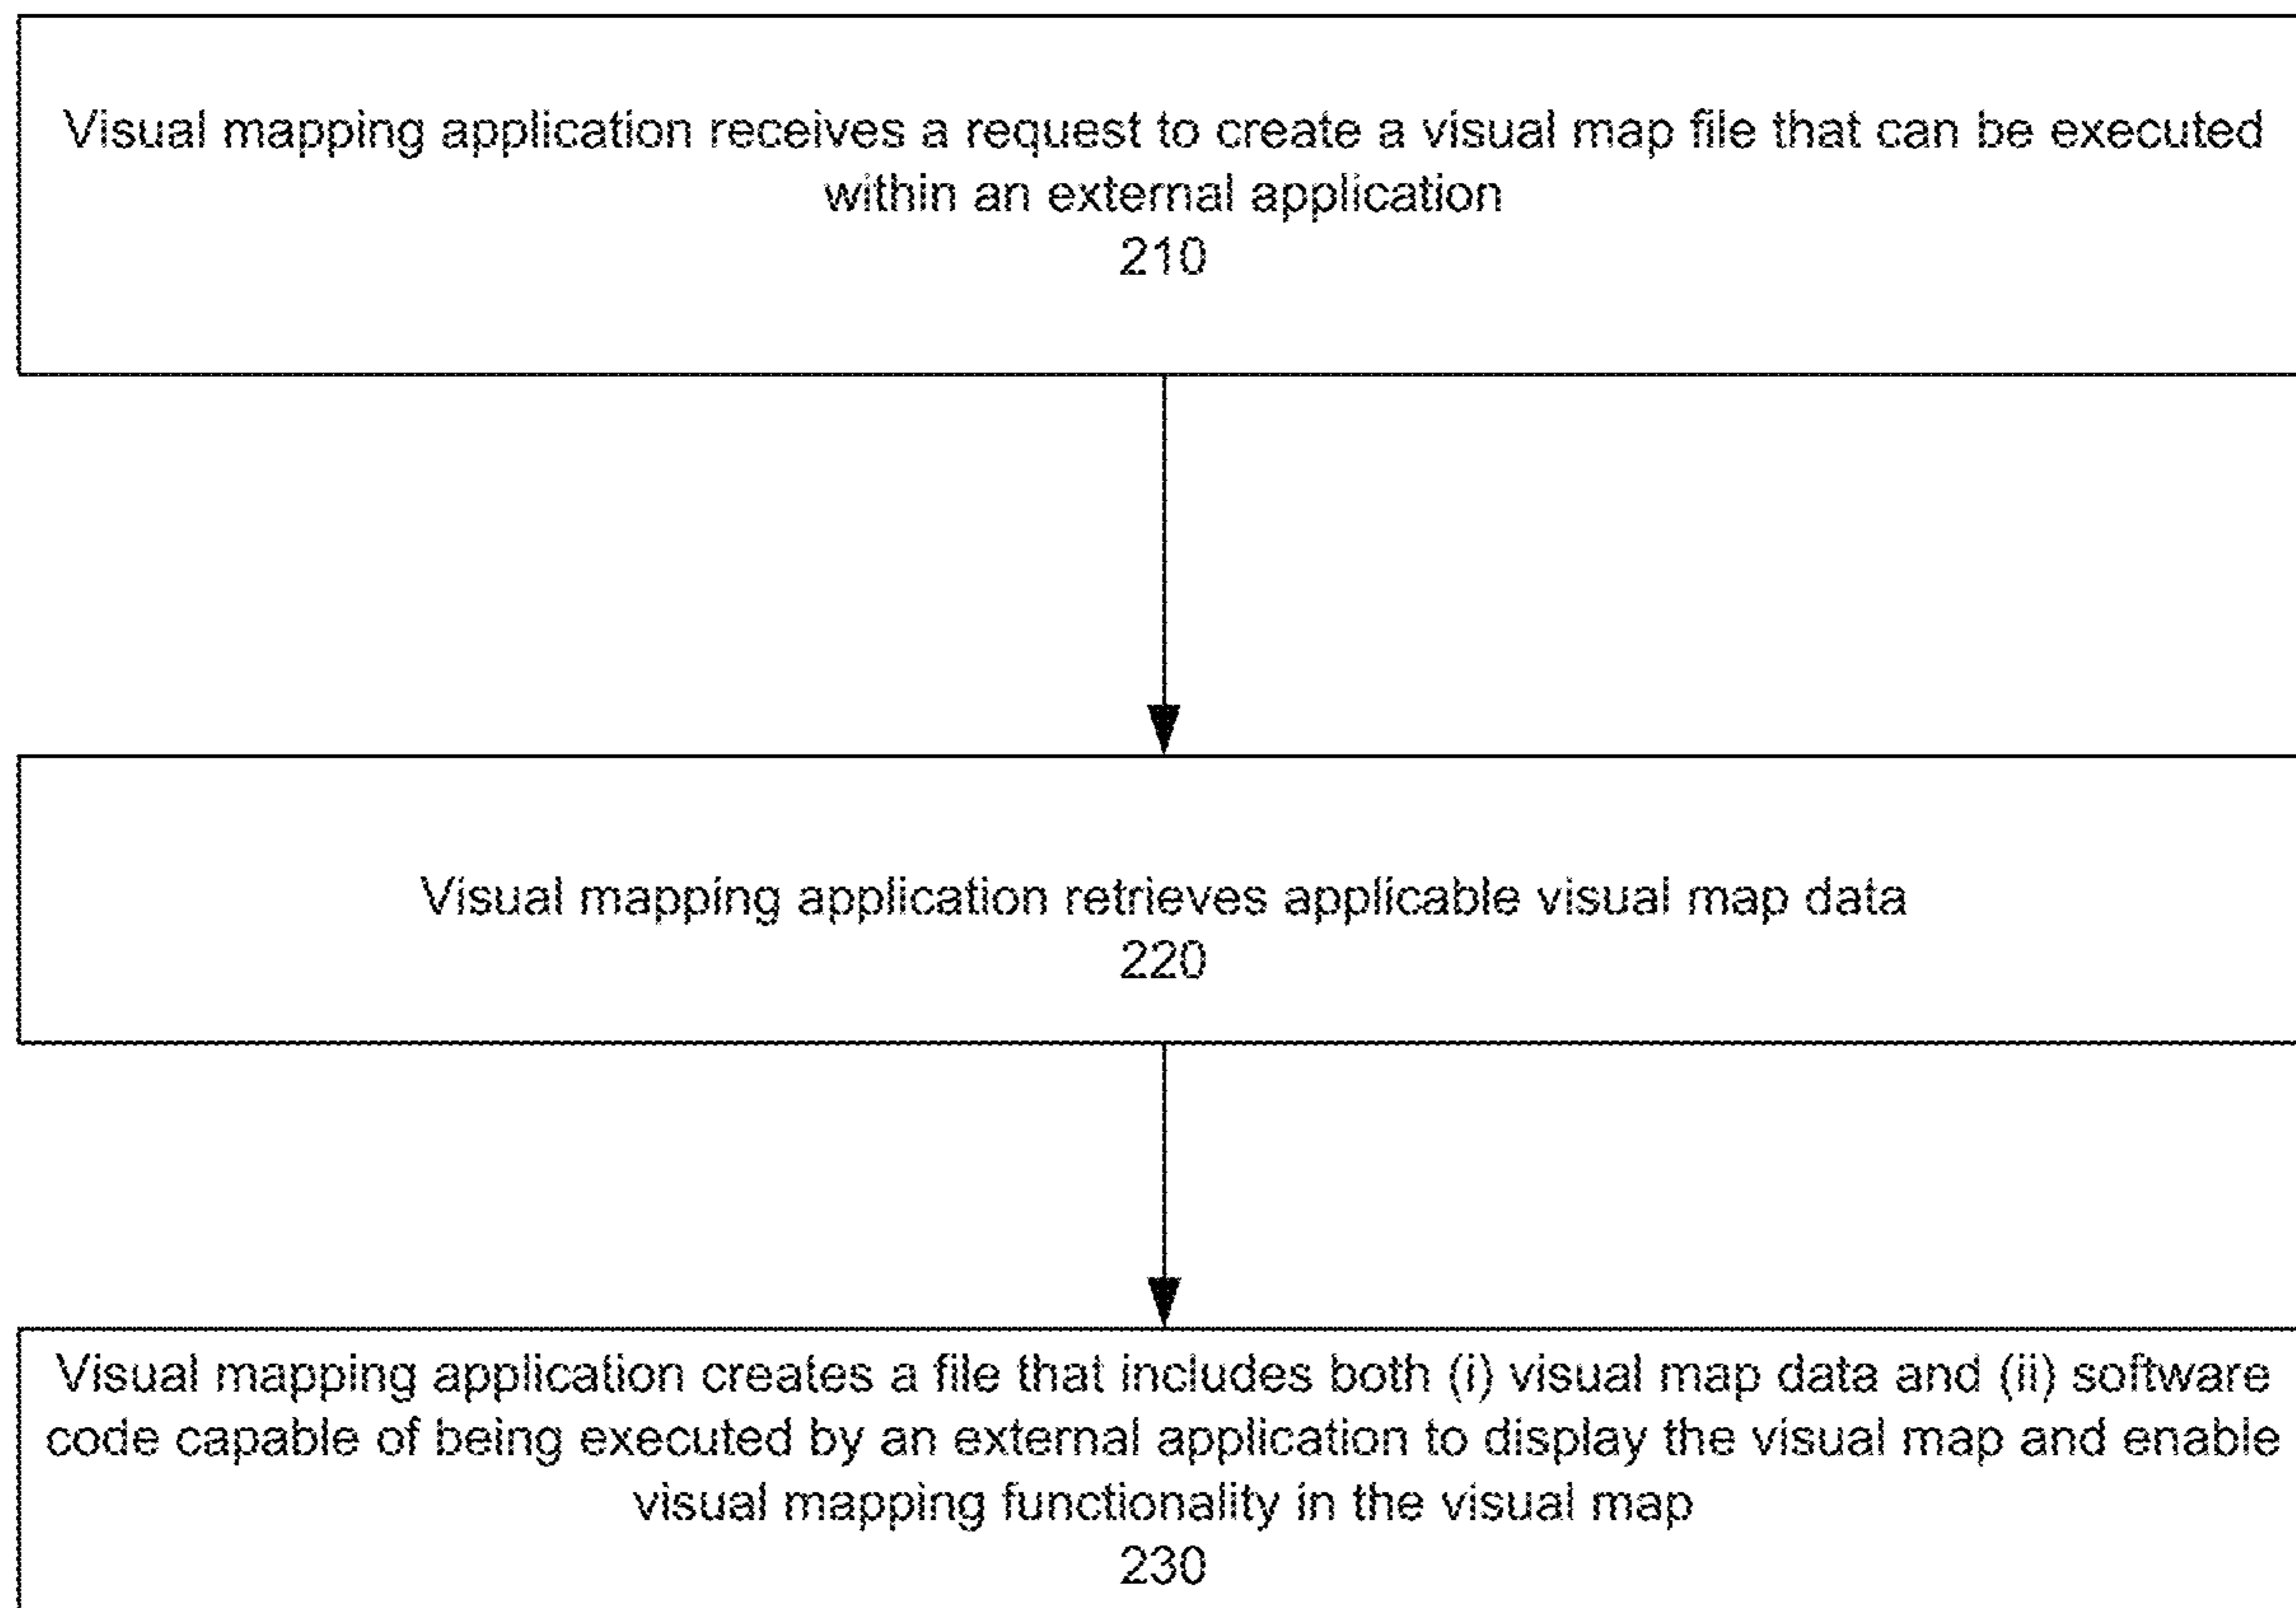 Visual mapping application receives a request to create a visual map file that can be executed
within an external application
210
Visual mapping application retrieves applicable visual map data
220
Visual mapping application creates a file that includes both (i) visual map data and (ii) software
code capable of being executed by an external application to display the visual map and enable
visual mapping functionality in the visual map
230